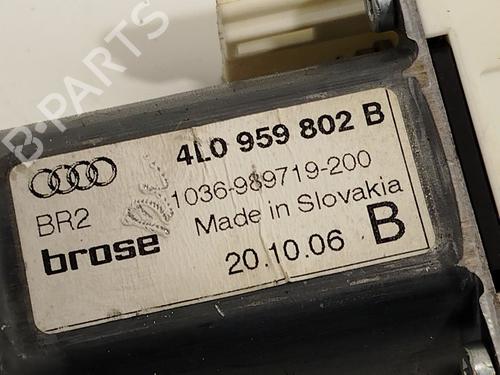 4L0 959 802 B
1036-989719-200
BR2
Made in Slovakia
brose
20.10.06
B
B-PARTS